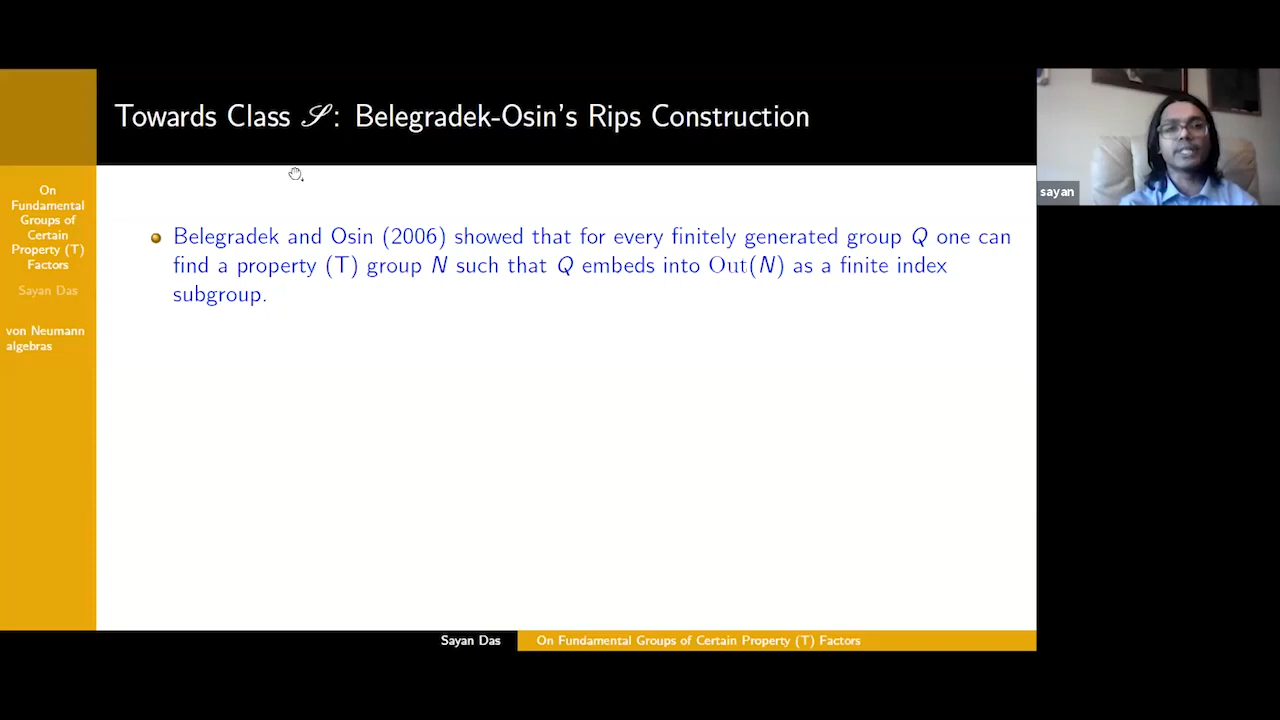 Towards Class 𝒮: Belegradek-Osin's Rips Construction
On
Fundamental
Groups of
Certain
Property (T)
Factors
Sayan Das
von Neumann
algebras
Belegradek and Osin (2006) showed that for every finitely generated group Q one can
find a property (T) group N such that Q embeds into Out(N) as a finite index
subgroup.
sayan
Sayan Das
On Fundamental Groups of Certain Property (T) Factors